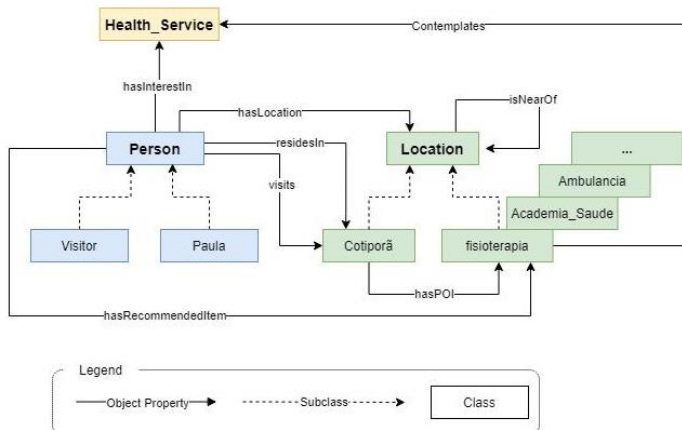 Health_Service
Contemplates
hasInterestIn
hasLocation
isNearOf
Person
residesIn
Location
...
visits
Ambulancia
Academia_Saude
Visitor
Paula
Cotiporã
fisioterapia
hasPOI
hasRecommendedItem
Legend
Object Property
Subclass
Class